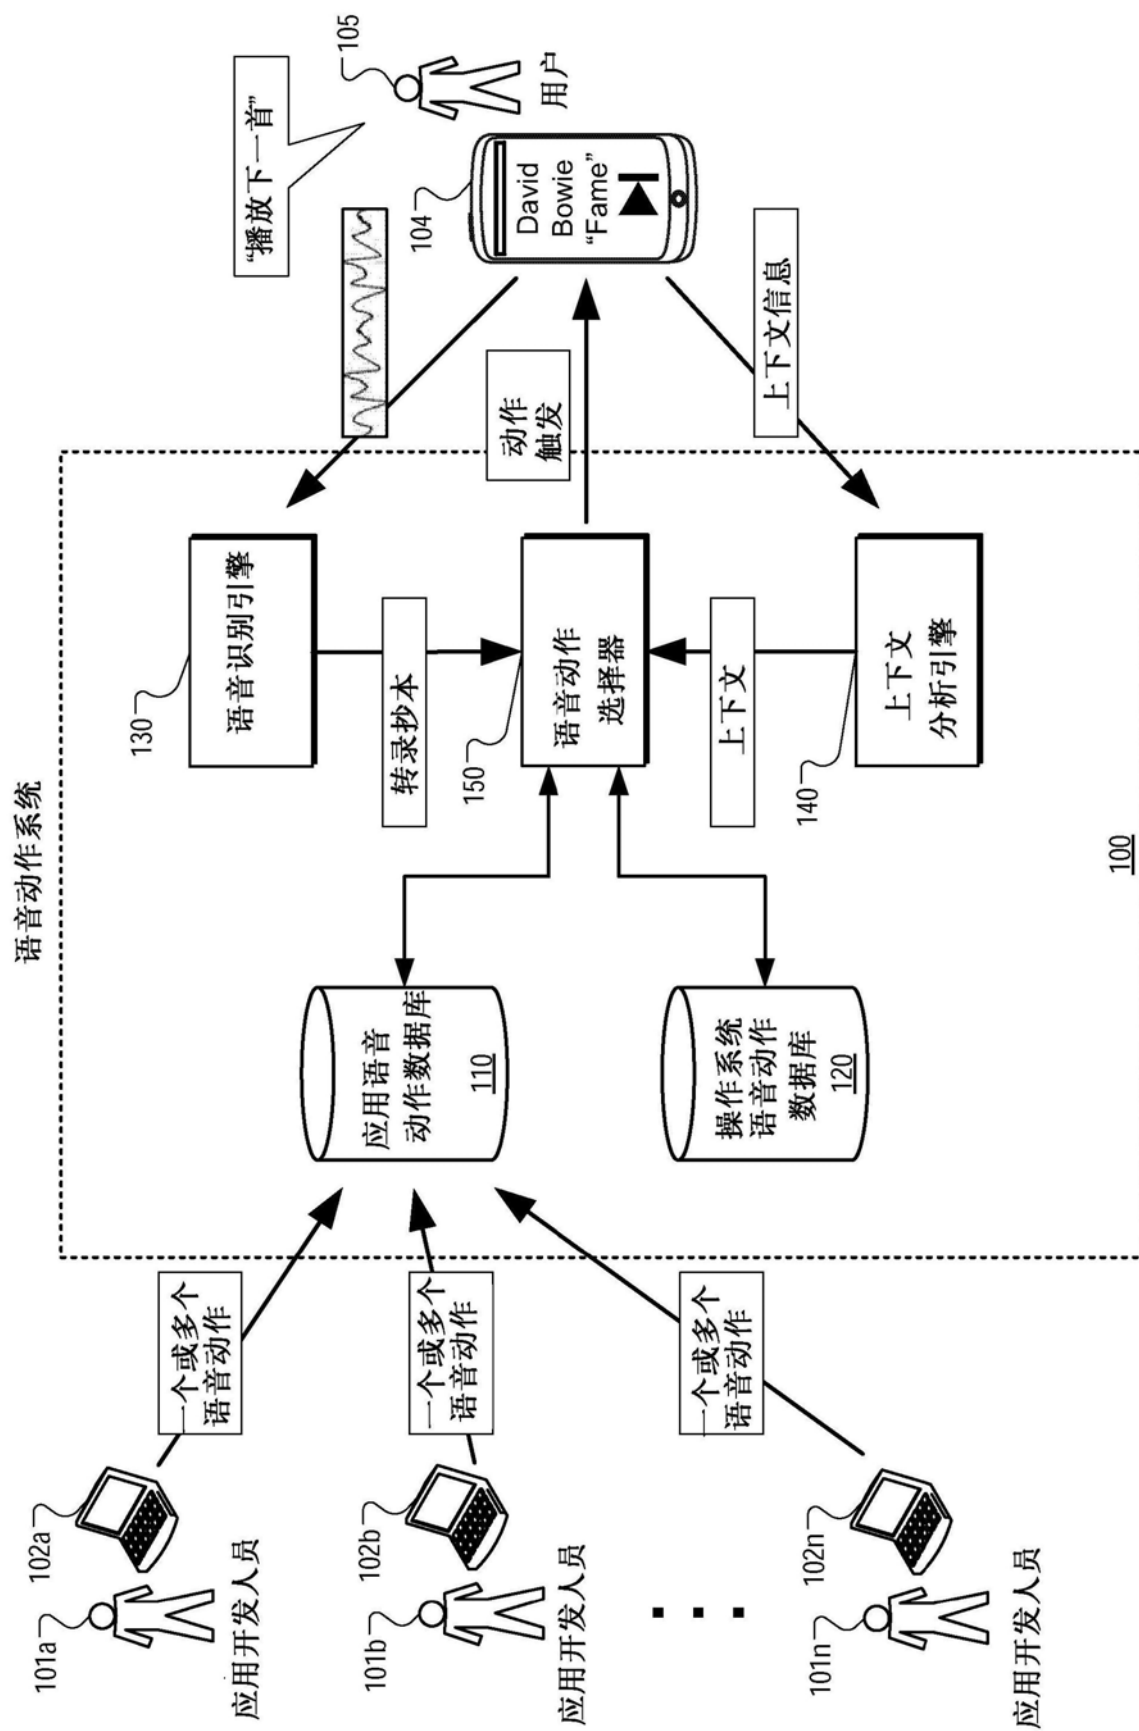 语音动作系统
101a
102a
应用开发人员
一个或多个
语音动作
101b
102b
应用开发人员
一个或多个
语音动作
101n
102n
应用开发人员
一个或多个
语音动作
应用语音
动作数据库
110
操作系统
语音动作
数据库
120
130
语音识别引擎
转录抄本
150
语音动作
选择器
上下文
140
上下文
分析引擎
100
动作
触发
上下文信息
“播放下一首”
104
David
Bowie
“Fame”
105
用户